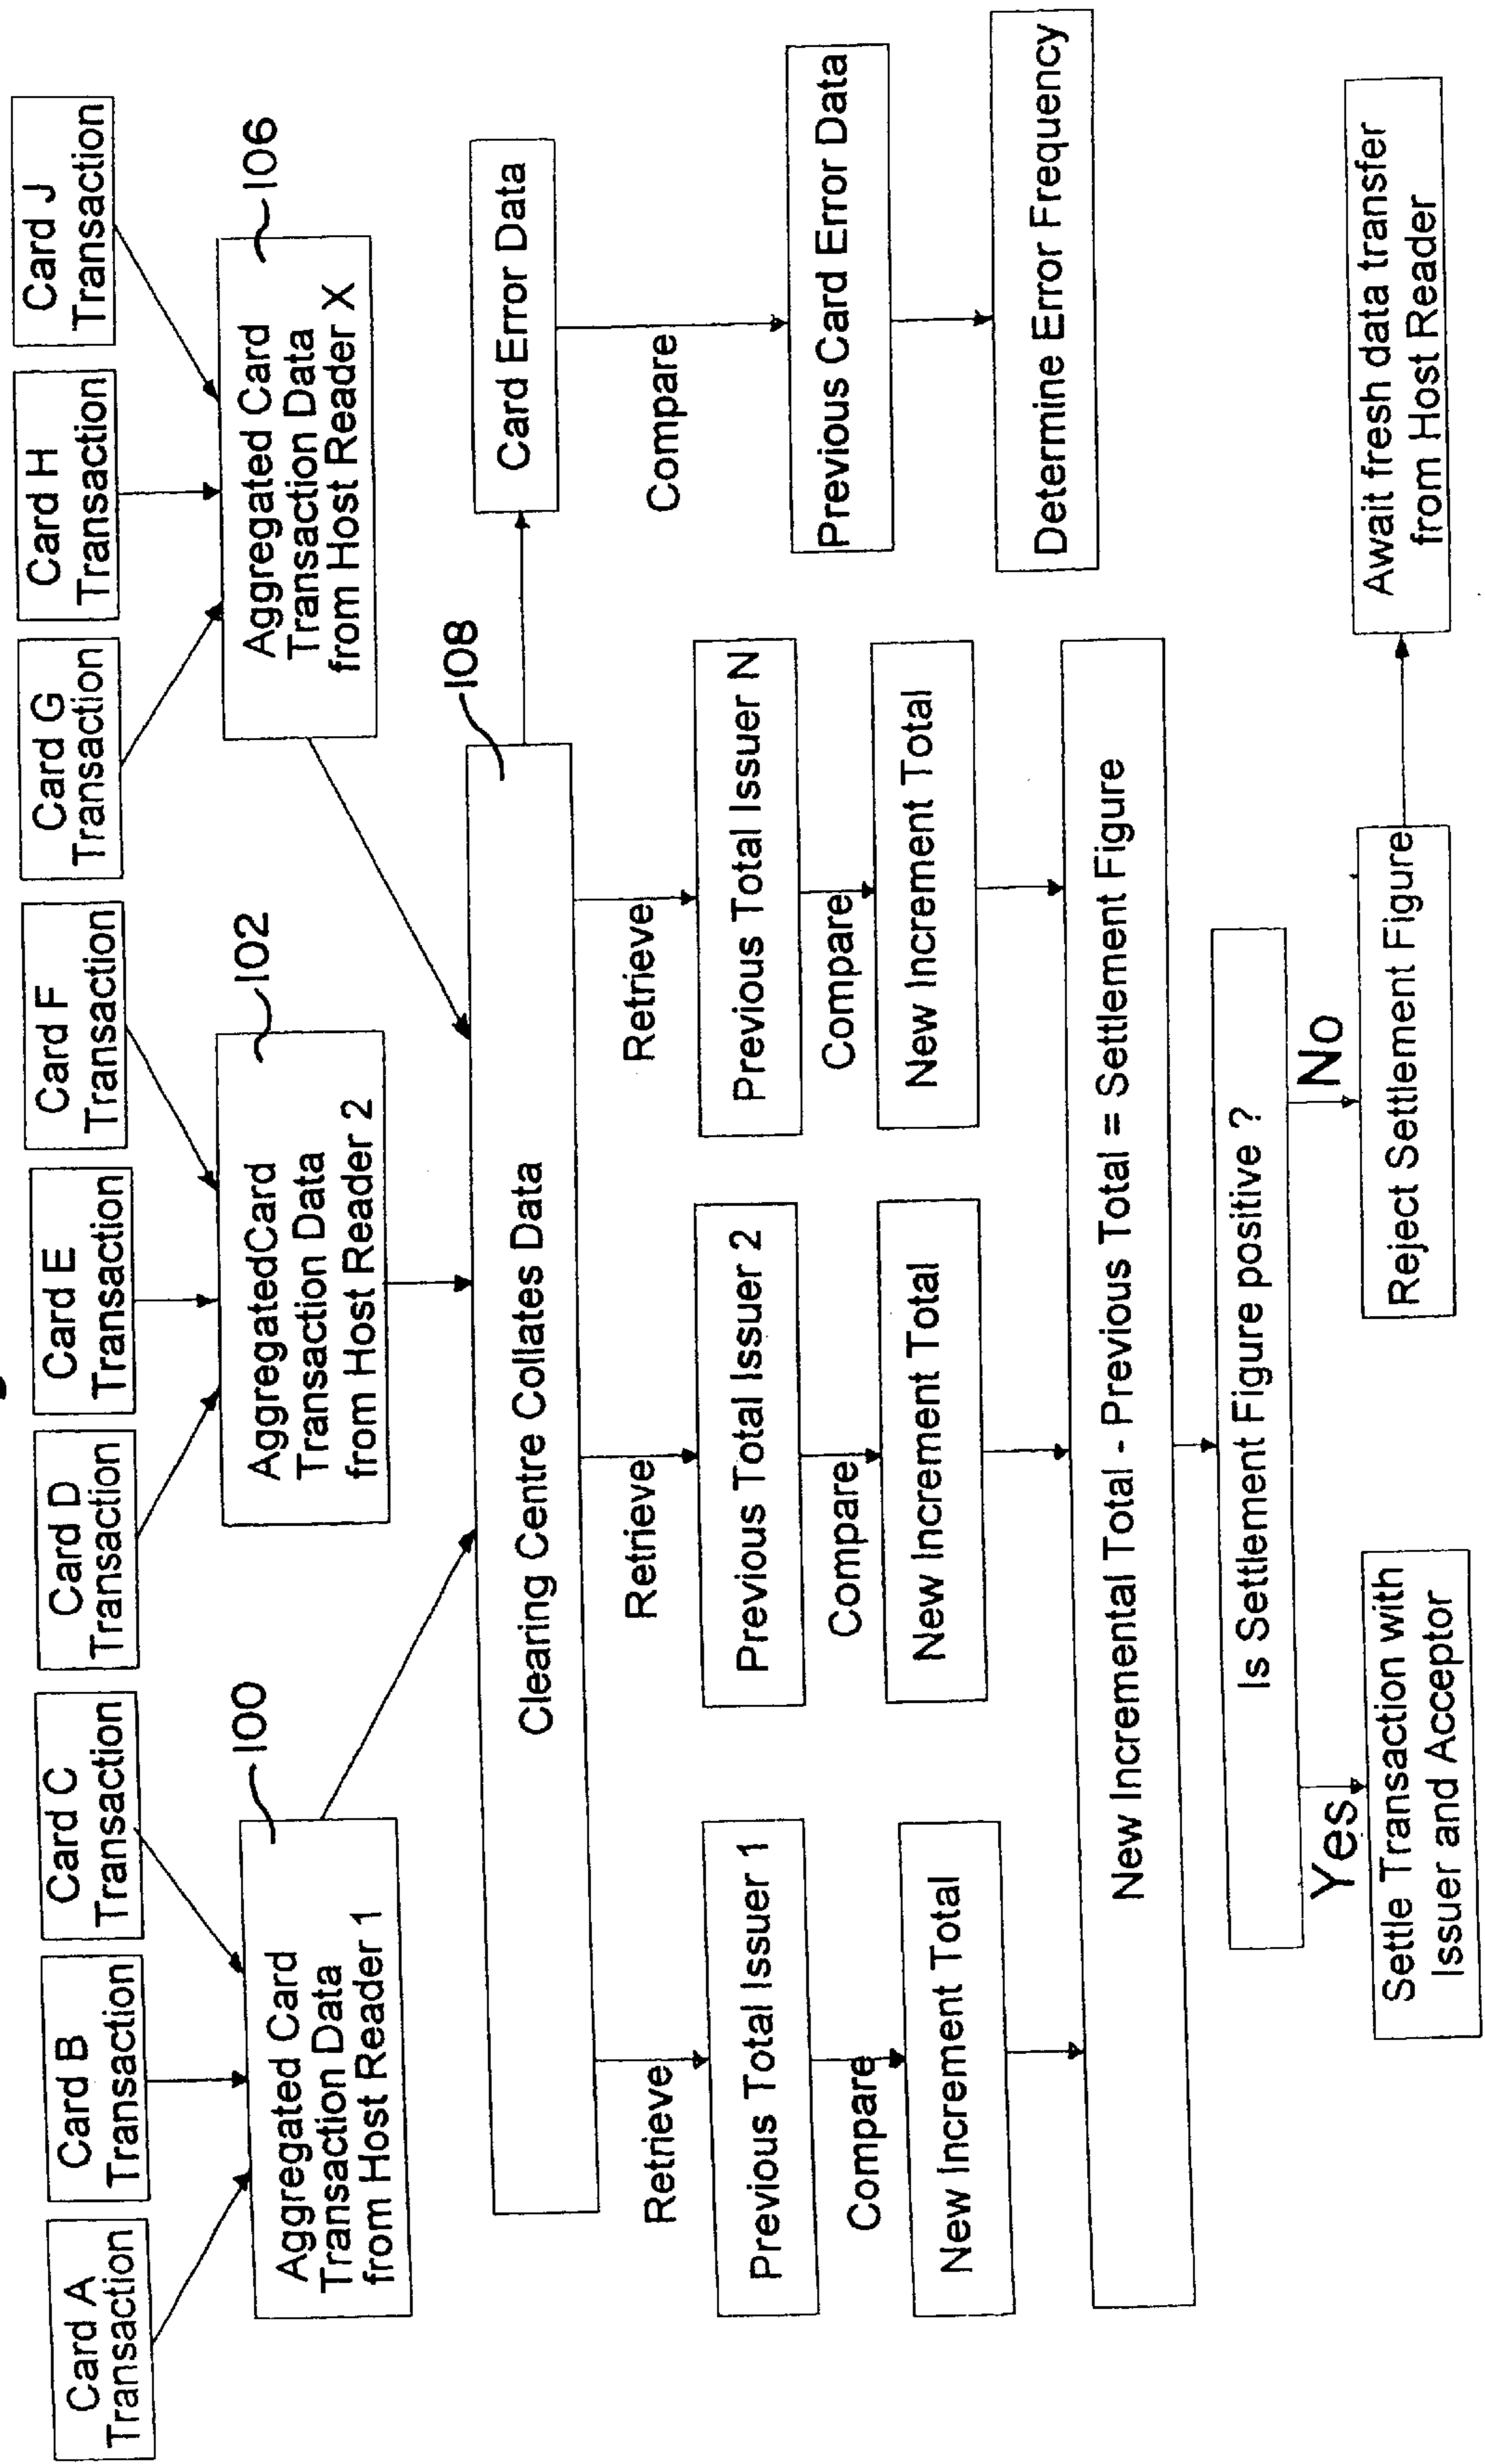 Card A
Transaction
Card B
Transaction
Card C
Transaction
Card D
Transaction
Card E
Transaction
Card F
Transaction
Card G
Transaction
Card H
Transaction
Card J
Transaction
100
Aggregated Card
Transaction Data
from Host Reader 1
102
AggregatedCard
Transaction Data
from Host Reader 2
106
Aggregated Card
Transaction Data
from Host Reader X
108
Clearing Centre Collates Data
Card Error Data
Retrieve
Retrieve
Retrieve
Compare
Previous Total Issuer 1
Previous Total Issuer 2
Previous Total Issuer N
Previous Card Error Data
Compare
Compare
Compare
New Increment Total
New Increment Total
New Increment Total
Determine Error Frequency
New Incremental Total - Previous Total = Settlement Figure
Is Settlement Figure positive ?
Yes
No
Settle Transaction with
Issuer and Acceptor
Reject Settlement Figure
Await fresh data transfer
from Host Reader